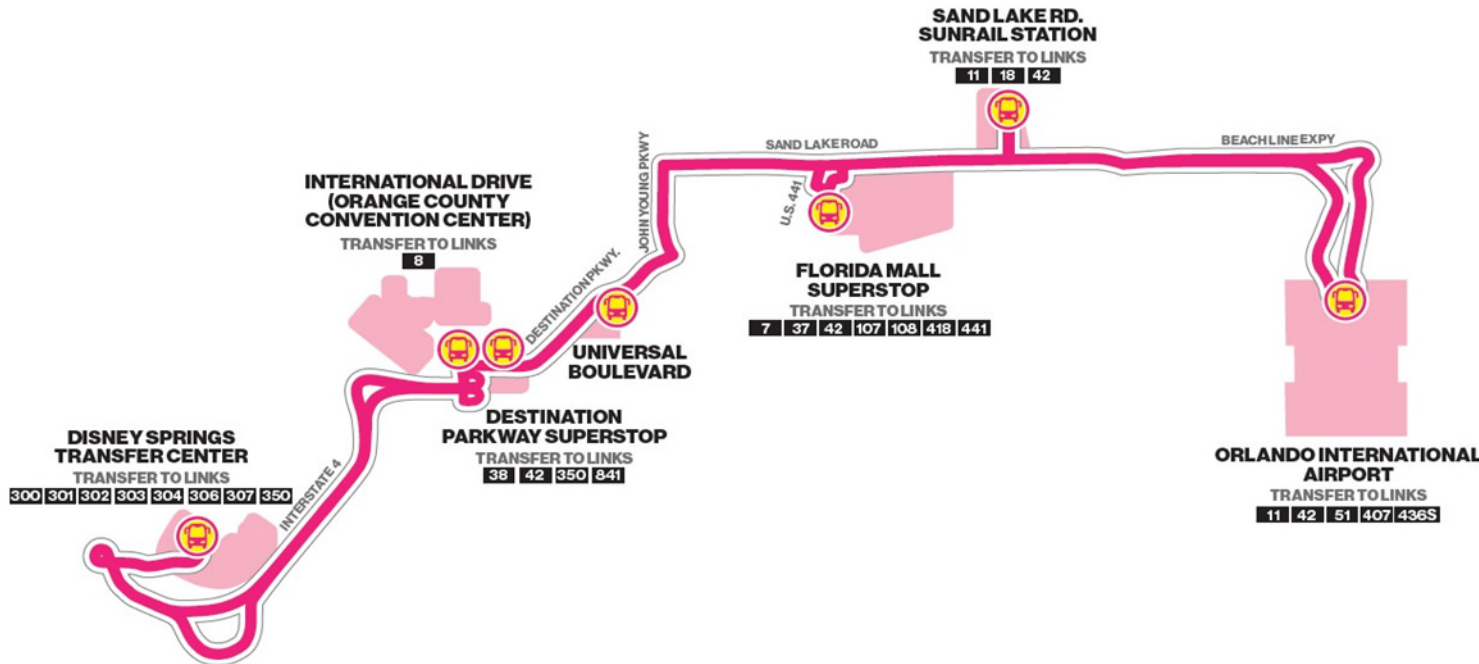 SAND LAKE RD.
SUNRAIL STATION
TRANSFER TO LINKS
11 18 42
SAND LAKE ROAD
BEACHLINE EXPY
JOHN YOUNG PKWY
U.S. 441
INTERNATIONAL DRIVE
(ORANGE COUNTY
CONVENTION CENTER)
TRANSFER TO LINKS
8
DESTINATION PKWY.
FLORIDA MALL
SUPERSTOP
TRANSFER TO LINKS
7 37 42 107 108 418 441
UNIVERSAL
BOULEVARD
DESTINATION
PARKWAY SUPERSTOP
TRANSFER TO LINKS
38 42 350 841
DISNEY SPRINGS
TRANSFER CENTER
TRANSFER TO LINKS
300 301 302 303 304 306 307 350
INTERSTATE 4
ORLANDO INTERNATIONAL
AIRPORT
TRANSFER TO LINKS
11 42 51 407 436S